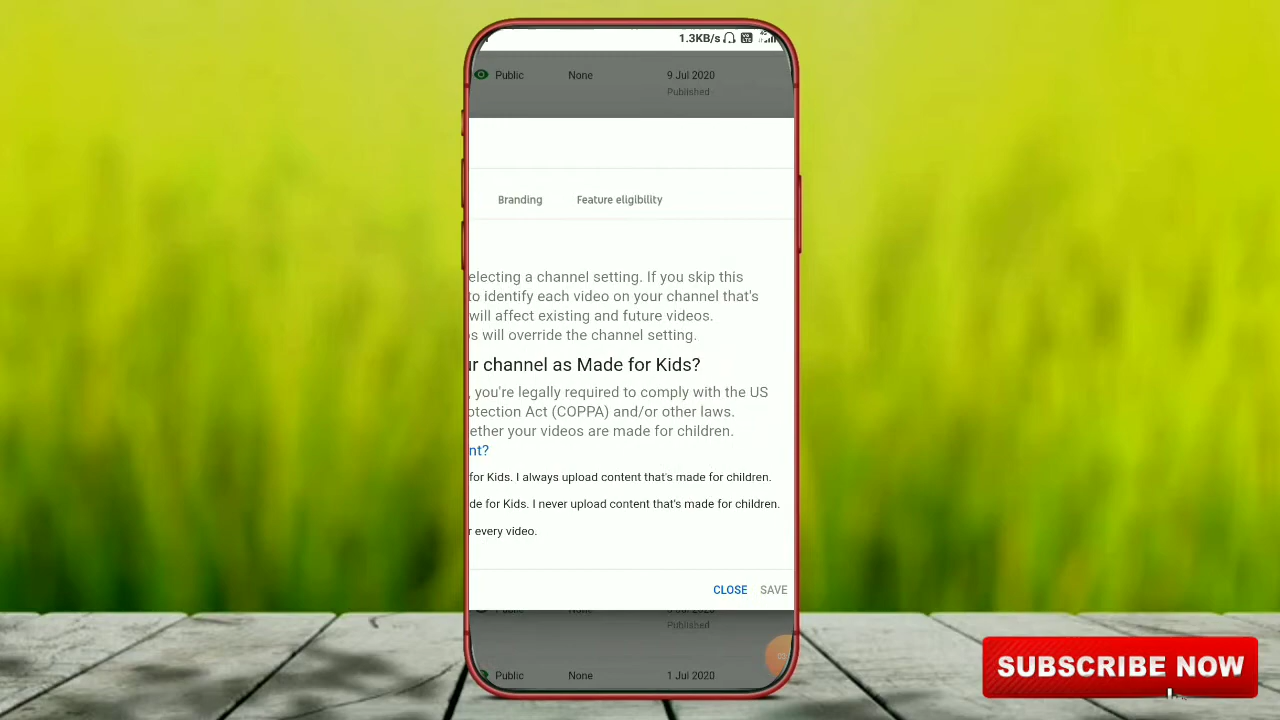 1.3KB/s
Public None 9 Jul 2020
Published
Branding Feature eligibility
electing a channel setting. If you skip this
to identify each video on your channel that's
will affect existing and future videos.
s will override the channel setting.
ur channel as Made for Kids?
, you're legally required to comply with the US
otection Act (COPPA) and/or other laws.
ether your videos are made for children.
nt?
for Kids. I always upload content that's made for children.
de for Kids. I never upload content that's made for children.
r every video.
CLOSE SAVE
Published
Public None 1 Jul 2020
SUBSCRIBE NOW